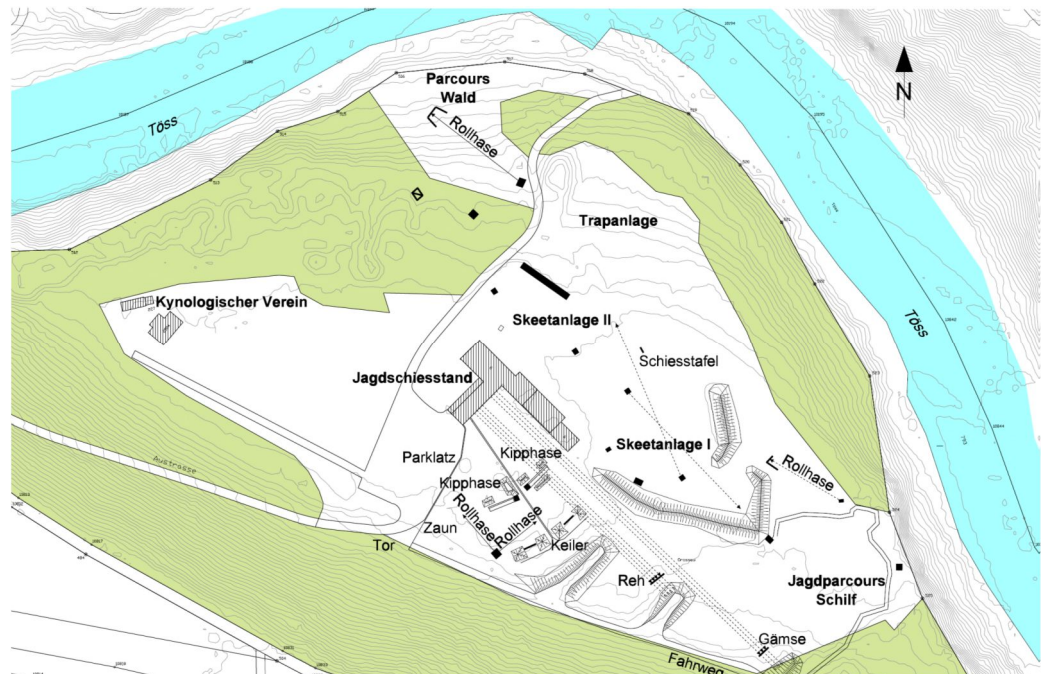 Parcours
Wald
N
Töss
Rollhase
Trapanlage
Kynologischer Verein
Skeetanlage II
Töss
Schiesstafel
Jagdschiesstand
Skeetanlage I
Parklatz
Kipphase
Rollhase
Kipphase
Austrasse
Rollhase
Rollhase
Zaun
Keiler
Tor
Reh
Jagdparcours
Schilf
Gämse
Fahrweg